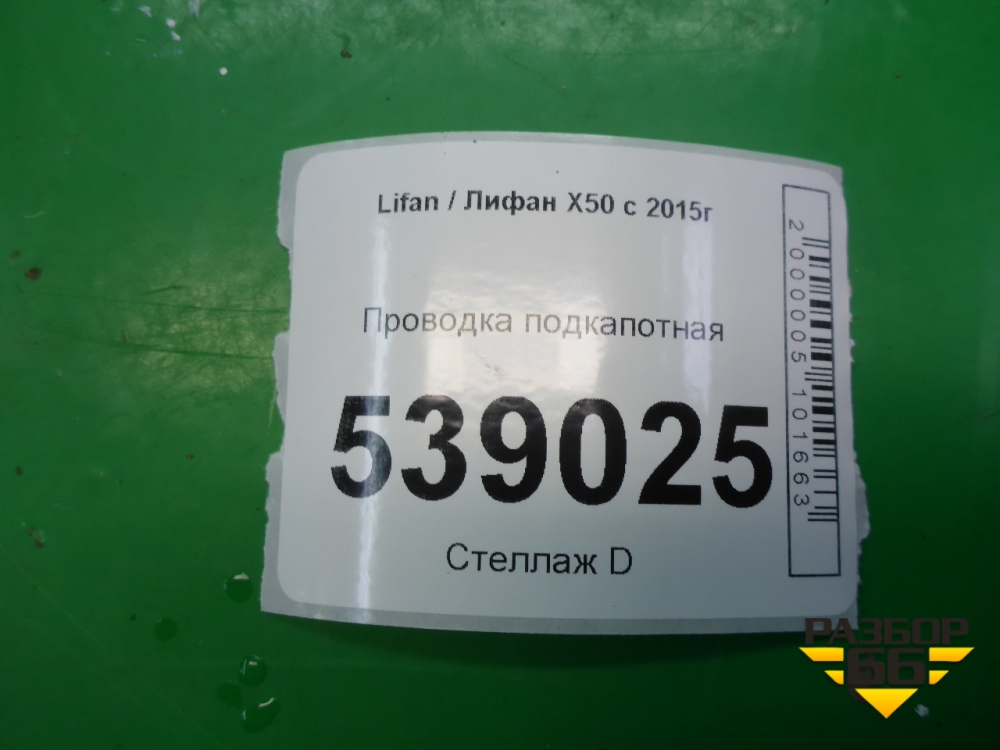 Lifan / Лифан X50 с 2015г
Проводка подкапотная
539025
Стеллаж D
2000005101663
РАЗБОР
66